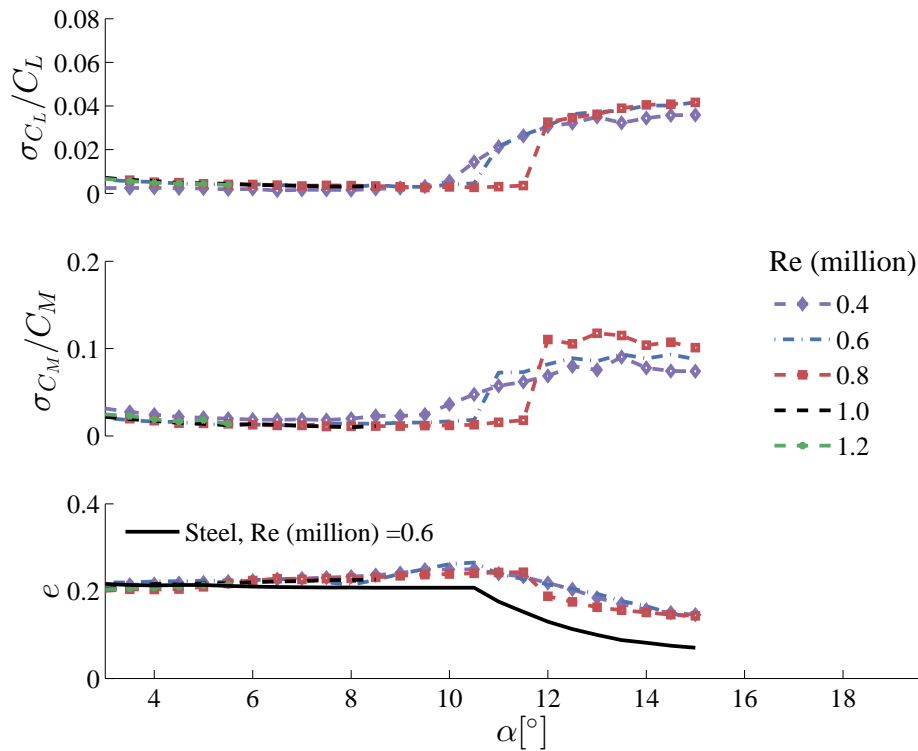 0.08
0.06
0.04
0.02
0
σ_{C_L}/C_L
0.2
0.1
0
σ_{C_M}/C_M
Re (million)
0.4
0.6
0.8
1.0
1.2
0.4
0.2
0
e
Steel, Re (million) =0.6
4 6 8 10 12 14 16 18
α[°]